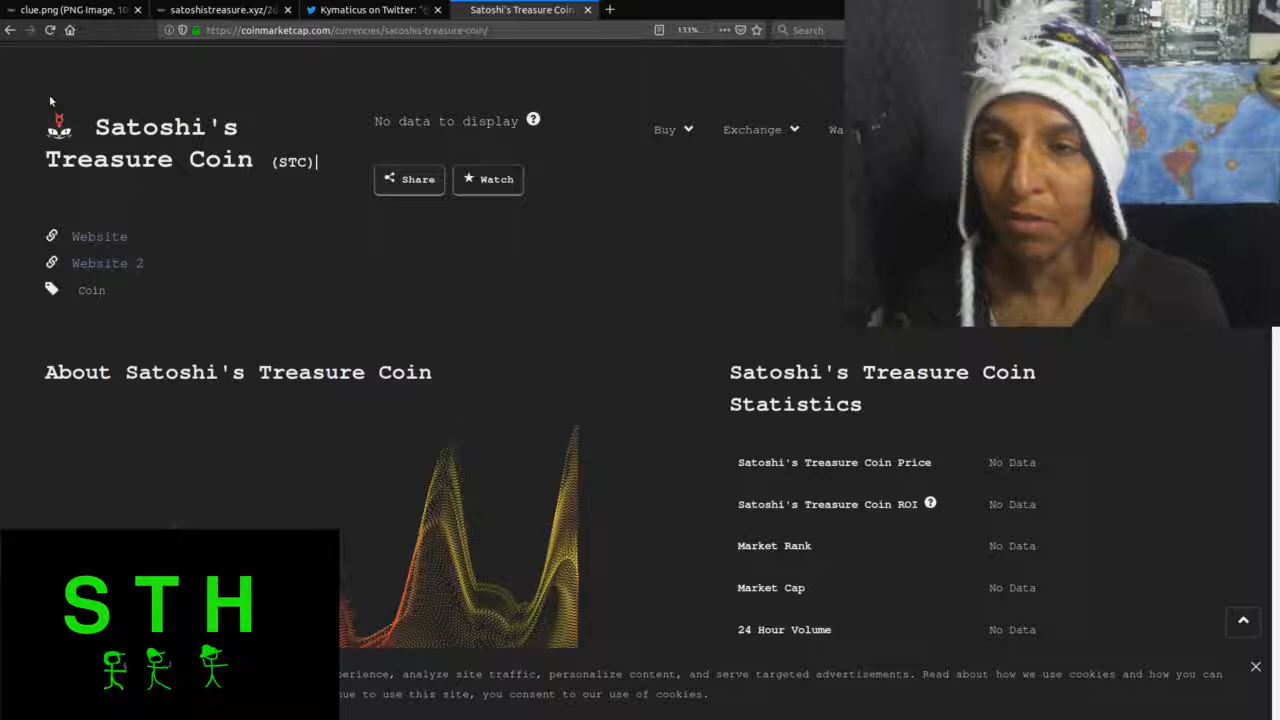 clue.png (PNG Image, 10
satoshistreasure.xyz/2d
Kymaticus on Twitter: "@
Satoshi's Treasure Coin
https://coinmarketcap.com/currencies/satoshis-treasure-coin/
133%
Search
Satoshi's
Treasure Coin (STC)
No data to display
Buy
Exchange
Wa
Share
Watch
Website
Website 2
Coin
About Satoshi's Treasure Coin
Satoshi's Treasure Coin
Statistics
Satoshi's Treasure Coin Price No Data
Satoshi's Treasure Coin ROI No Data
Market Rank No Data
Market Cap No Data
24 Hour Volume No Data
STH
perience, analyze site traffic, personalize content, and serve targeted advertisements. Read about how we use cookies and how you can
nue to use this site, you consent to our use of cookies.